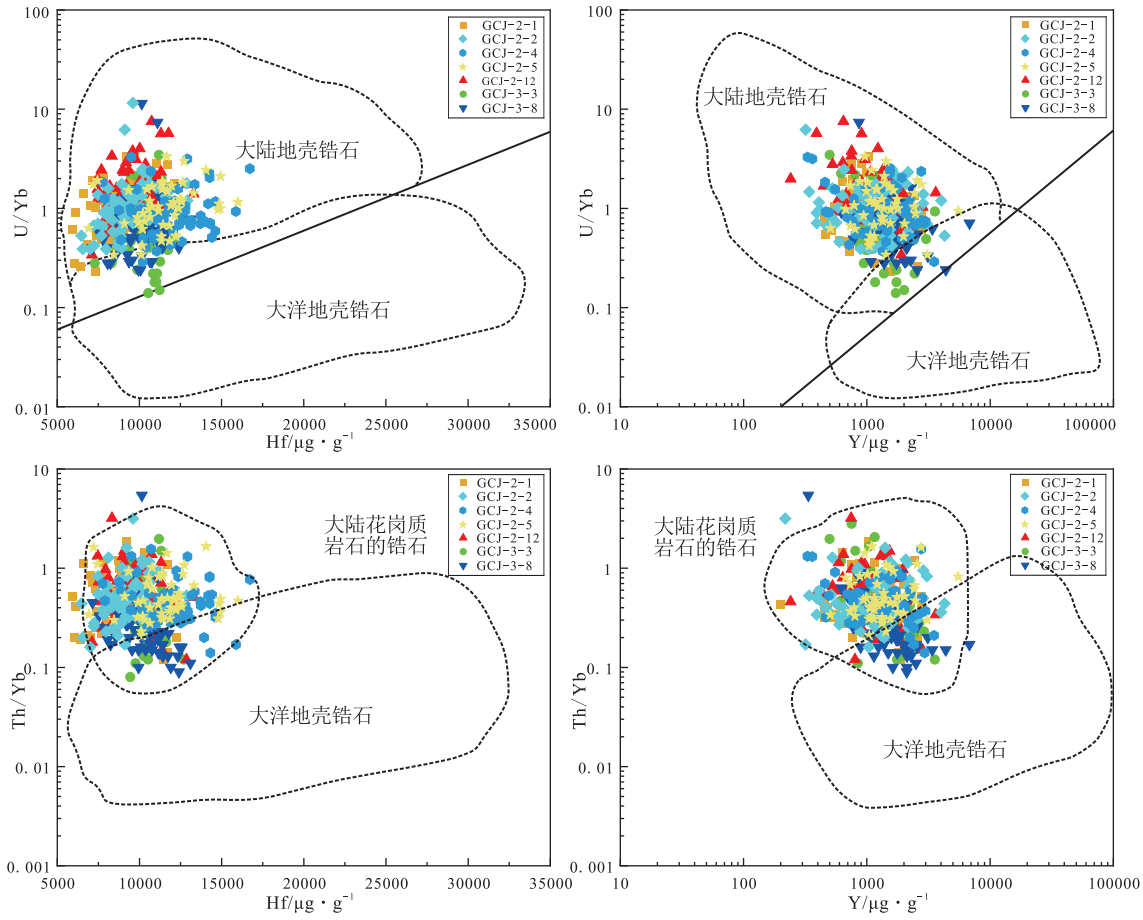 100
10
1
0.1
0.01
U/Yb
5000
10000
15000
20000
25000
30000
35000
Hf/μg·g⁻¹
GCJ-2-1
GCJ-2-2
GCJ-2-4
GCJ-2-5
GCJ-2-12
GCJ-3-3
GCJ-3-8
大陆地壳锆石
大洋地壳锆石
100
10
1
0.1
0.01
U/Yb
10
100
1000
10000
100000
Y/μg·g⁻¹
GCJ-2-1
GCJ-2-2
GCJ-2-4
GCJ-2-5
GCJ-2-12
GCJ-3-3
GCJ-3-8
大陆地壳锆石
大洋地壳锆石
10
1
0.1
0.01
0.001
Th/Yb
5000
10000
15000
20000
25000
30000
35000
Hf/μg·g⁻¹
GCJ-2-1
GCJ-2-2
GCJ-2-4
GCJ-2-5
GCJ-2-12
GCJ-3-3
GCJ-3-8
大陆花岗质
岩石的锆石
大洋地壳锆石
10
1
0.1
0.01
0.001
Th/Yb
10
100
1000
10000
100000
Y/μg·g⁻¹
GCJ-2-1
GCJ-2-2
GCJ-2-4
GCJ-2-5
GCJ-2-12
GCJ-3-3
GCJ-3-8
大陆花岗质
岩石的锆石
大洋地壳锆石